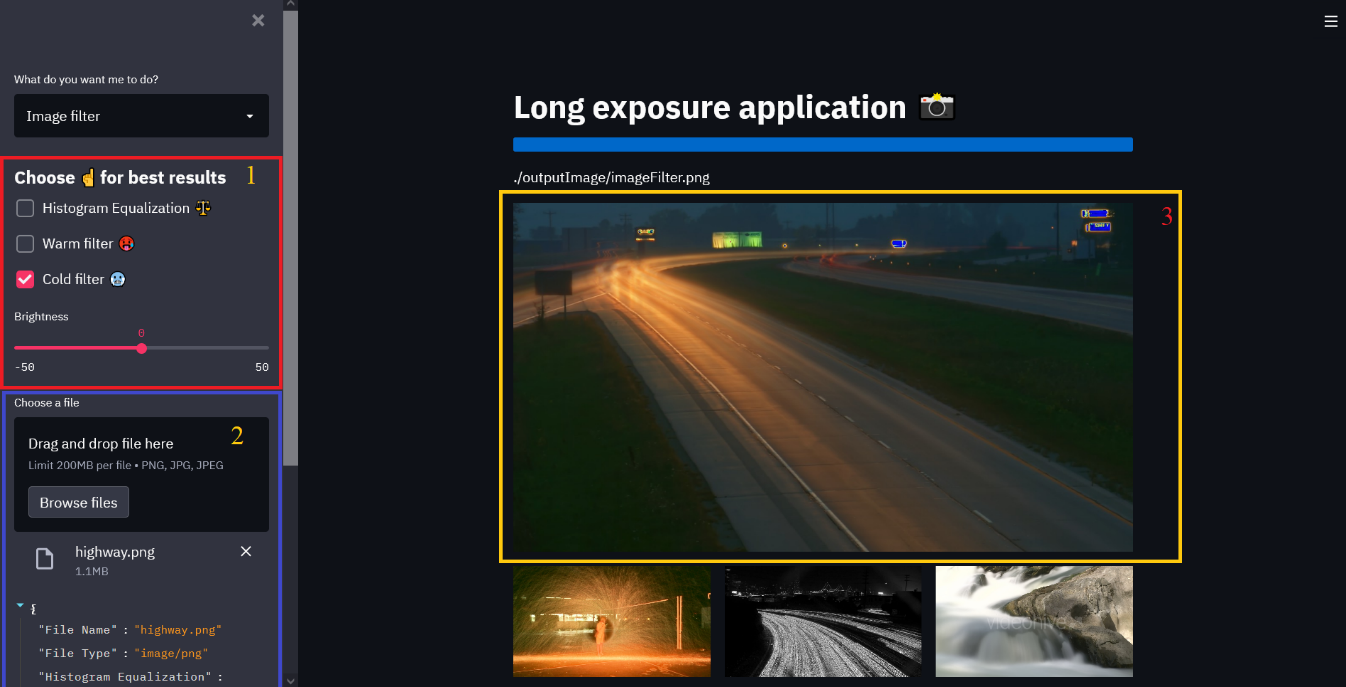 What do you want me to do?
Image filter
Choose ☝ for best results
1
Histogram Equalization
Warm filter
Cold filter
Brightness
0
-50 50
Choose a file
2
Drag and drop file here
Limit 200MB per file • PNG, JPG, JPEG
Browse files
highway.png
1.1MB
{
"File Name" : "highway.png"
"File Type" : "image/png"
"Histogram Equalization" :
Long exposure application
./outputImage/imageFilter.png
3
videohive